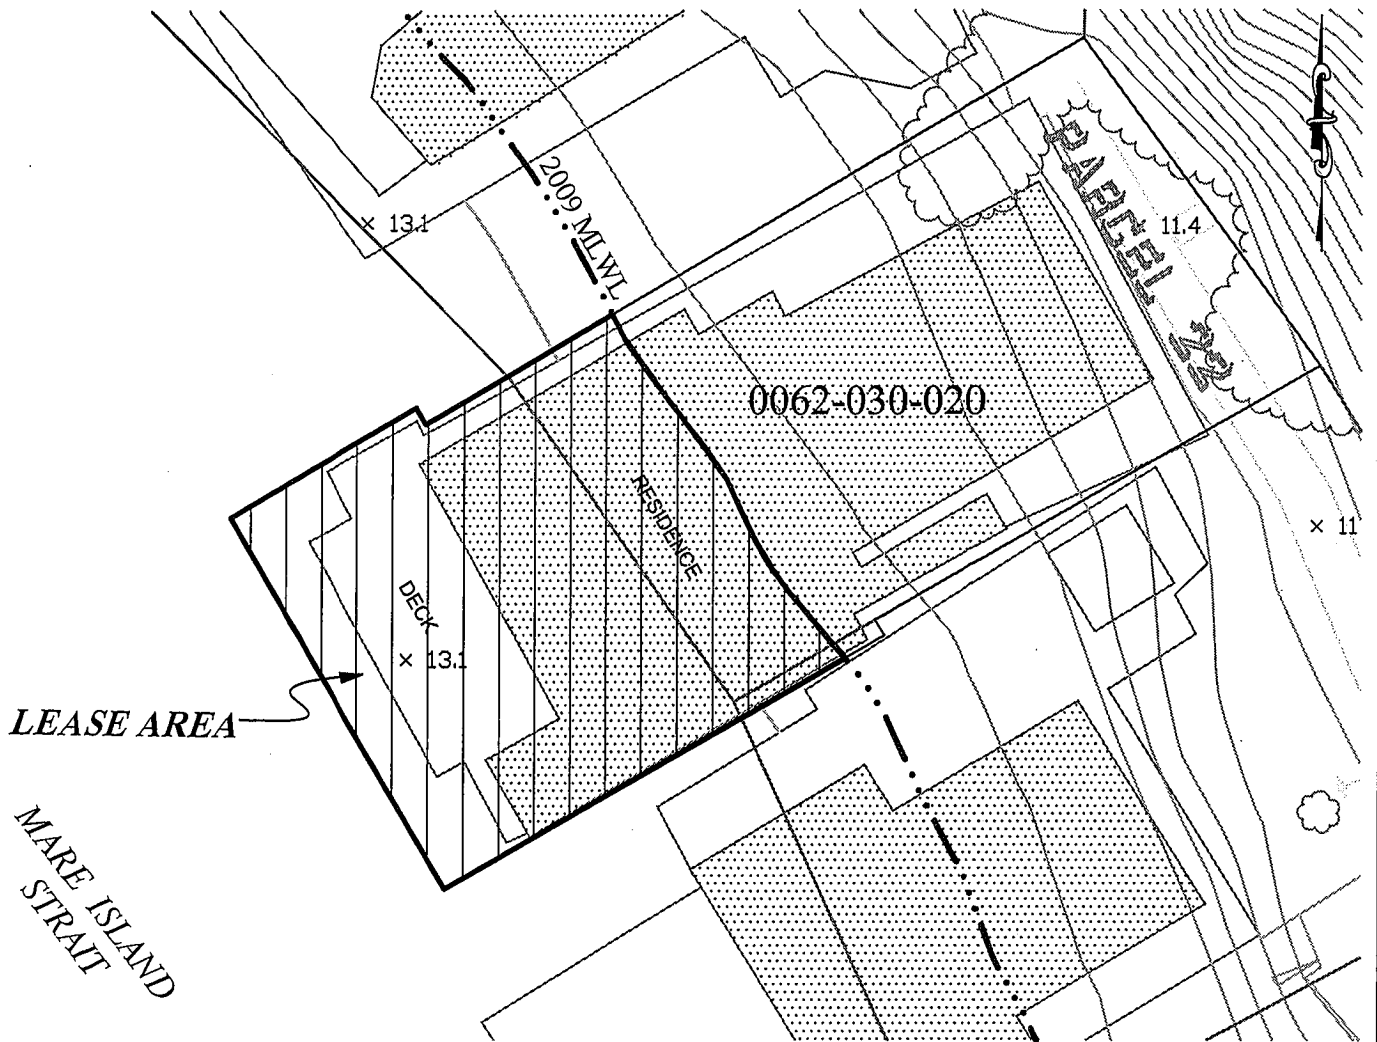 2009 MLWL
× 13.1
PARCEL 22
11.4
0062-030-020
RESIDENCE
× 11
DECK
× 13.1
LEASE AREA
MARE ISLAND
STRAIT